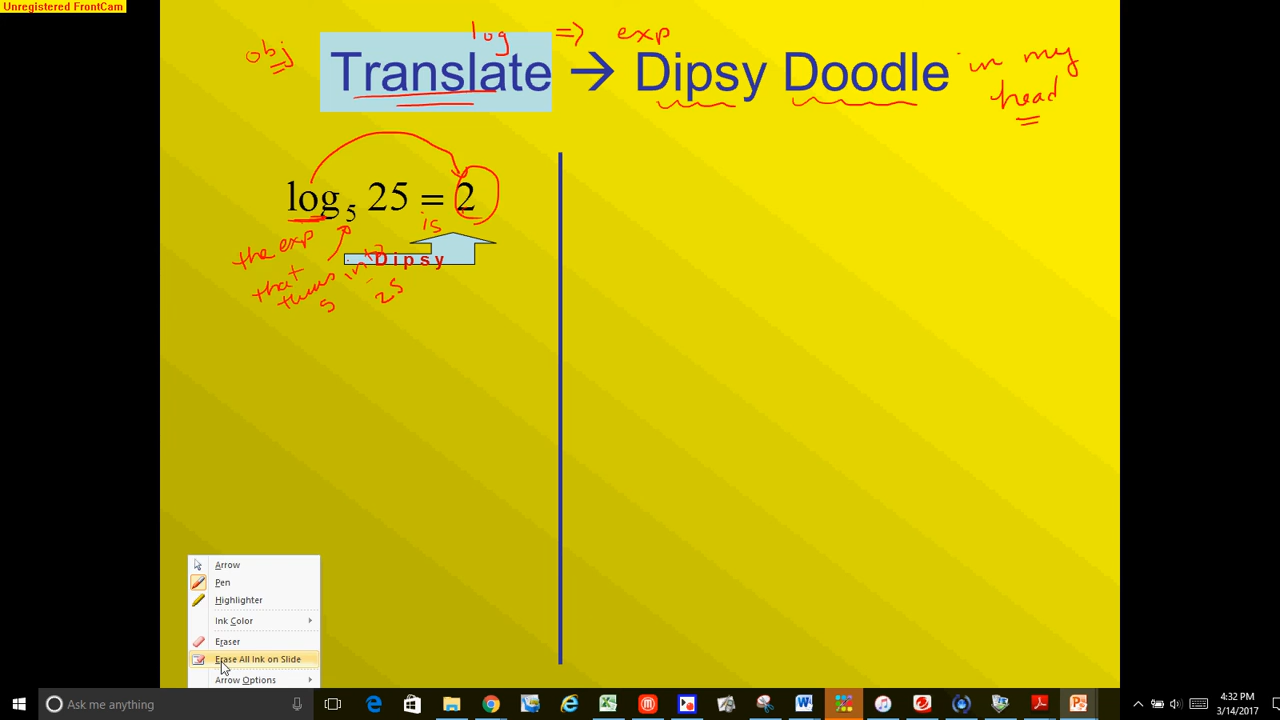 Unregistered FrontCam
log => exp
obj
Translate → Dipsy Doodle
in my
head
log₅ 25 = 2
is
the exp
that
turns
5
into
25
Dipsy
Arrow
Pen
Highlighter
Ink Color
Eraser
Erase All Ink on Slide
Arrow Options
Ask me anything
4:32 PM
3/14/2017